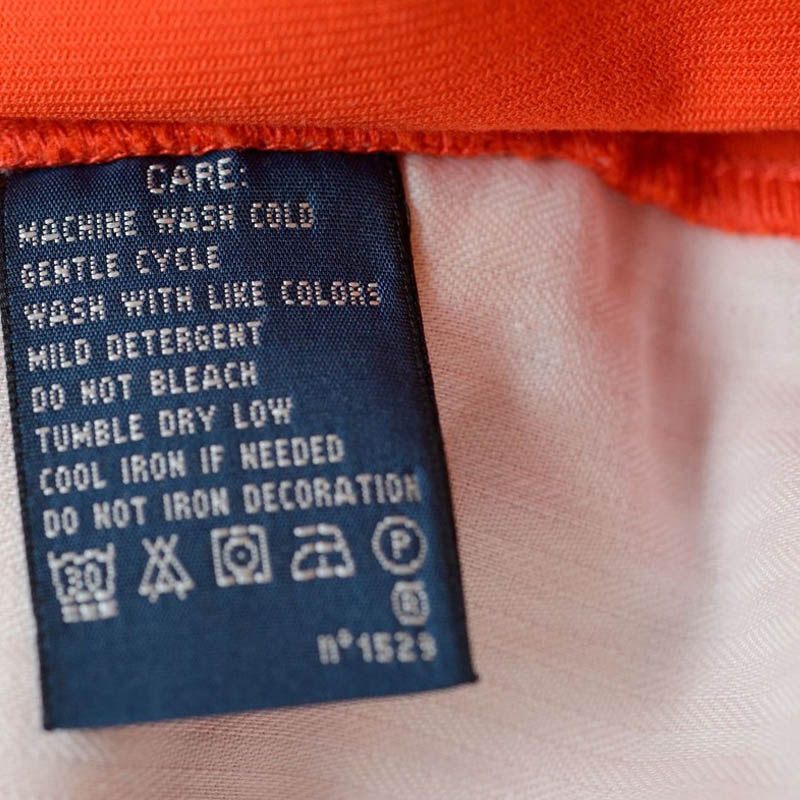 CARE:
MACHINE WASH COLD
GENTLE CYCLE
WASH WITH LIKE COLORS
MILD DETERGENT
DO NOT BLEACH
TUMBLE DRY LOW
COOL IRON IF NEEDED
DO NOT IRON DECORATION
30 P
R
n°1529